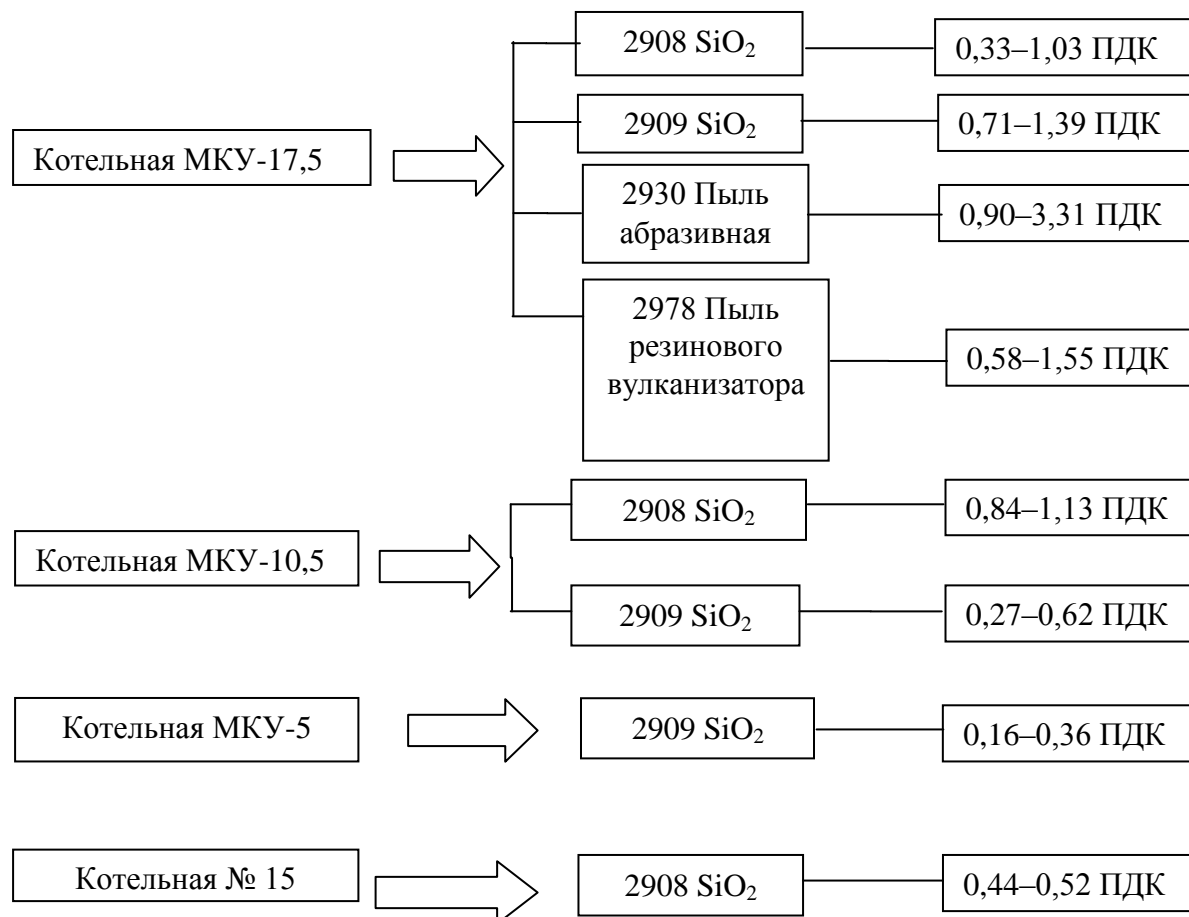 2908 SiO₂
0,33–1,03 ПДК
2909 SiO₂
0,71–1,39 ПДК
Котельная МКУ-17,5
2930 Пыль
абразивная
0,90–3,31 ПДК
2978 Пыль
резинового
вулканизатора
0,58–1,55 ПДК
Котельная МКУ-10,5
2908 SiO₂
0,84–1,13 ПДК
2909 SiO₂
0,27–0,62 ПДК
Котельная МКУ-5
2909 SiO₂
0,16–0,36 ПДК
Котельная № 15
2908 SiO₂
0,44–0,52 ПДК